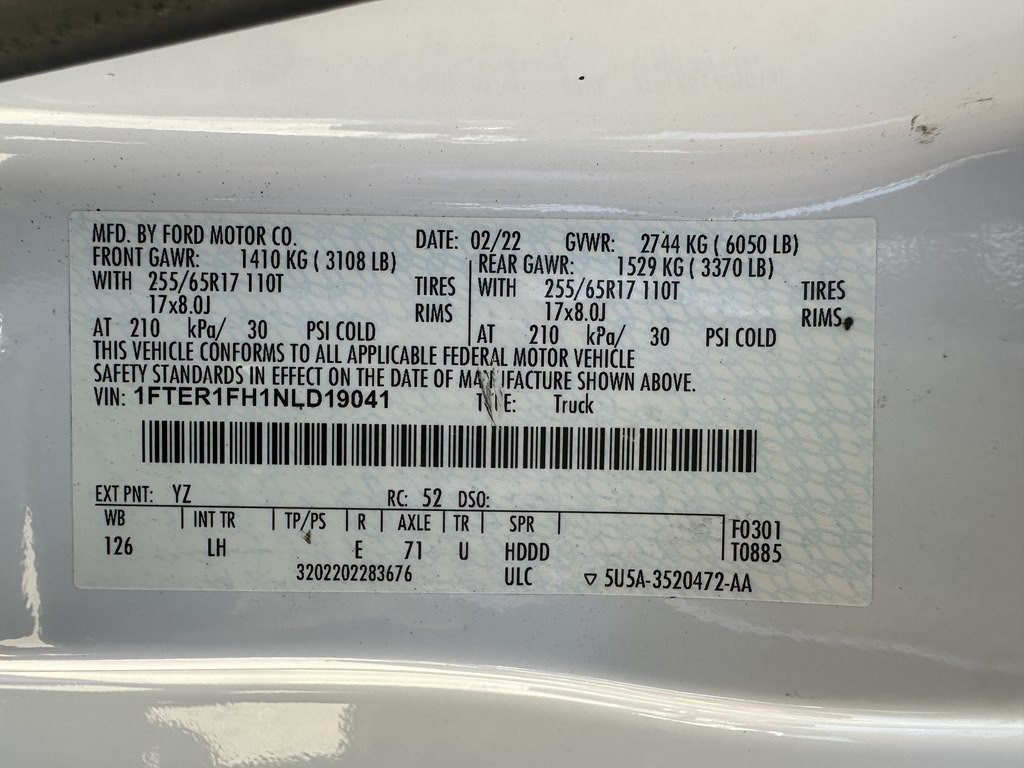 MFD. BY FORD MOTOR CO. DATE: 02/22 GVWR: 2744 KG ( 6050 LB)
FRONT GAWR: 1410 KG ( 3108 LB) REAR GAWR: 1529 KG ( 3370 LB)
WITH 255/65R17 110T TIRES WITH 255/65R17 110T TIRES
17x8.0J RIMS 17x8.0J RIMS
AT 210 kPa/ 30 PSI COLD AT 210 kPa/ 30 PSI COLD
THIS VEHICLE CONFORMS TO ALL APPLICABLE FEDERAL MOTOR VEHICLE
SAFETY STANDARDS IN EFFECT ON THE DATE OF MANUFACTURE SHOWN ABOVE.
VIN: 1FTER1FH1NLD19041 TYPE: Truck
EXT PNT: YZ RC: 52 DSO:
WB INT TR TP/PS R AXLE TR SPR F0301
126 LH E 71 U HDDD T0885
3202202283676 ULC ▽ 5U5A-3520472-AA